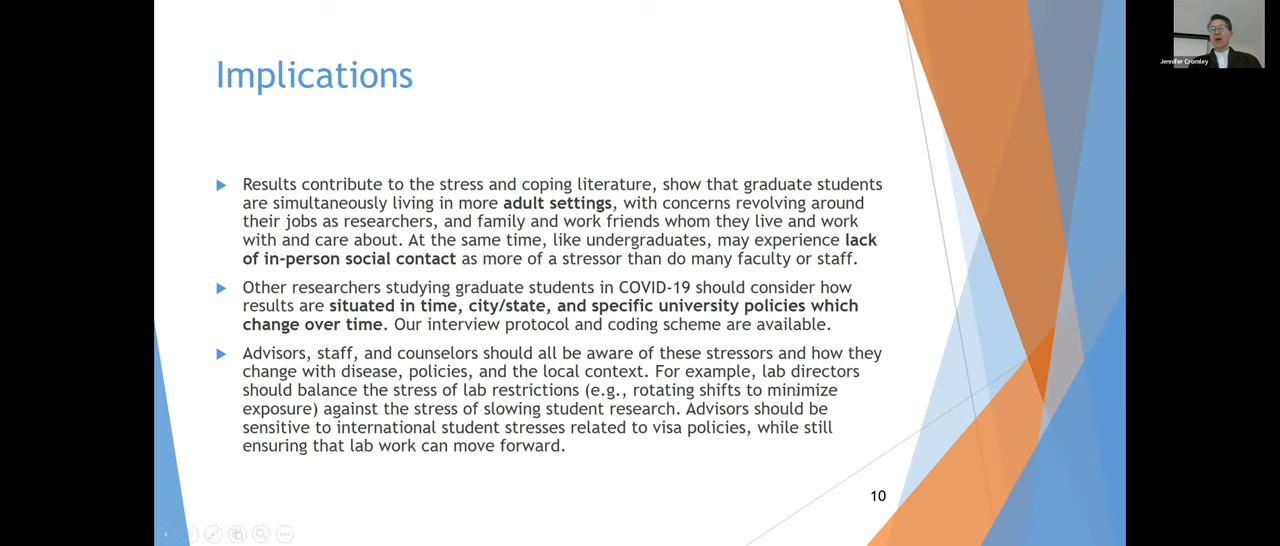 Implications
Jennifer Cromley
Results contribute to the stress and coping literature, show that graduate students
are simultaneously living in more adult settings, with concerns revolving around
their jobs as researchers, and family and work friends whom they live and work
with and care about. At the same time, like undergraduates, may experience lack
of in-person social contact as more of a stressor than do many faculty or staff.
Other researchers studying graduate students in COVID-19 should consider how
results are situated in time, city/state, and specific university policies which
change over time. Our interview protocol and coding scheme are available.
Advisors, staff, and counselors should all be aware of these stressors and how they
change with disease, policies, and the local context. For example, lab directors
should balance the stress of lab restrictions (e.g., rotating shifts to minimize
exposure) against the stress of slowing student research. Advisors should be
sensitive to international student stresses related to visa policies, while still
ensuring that lab work can move forward.
10